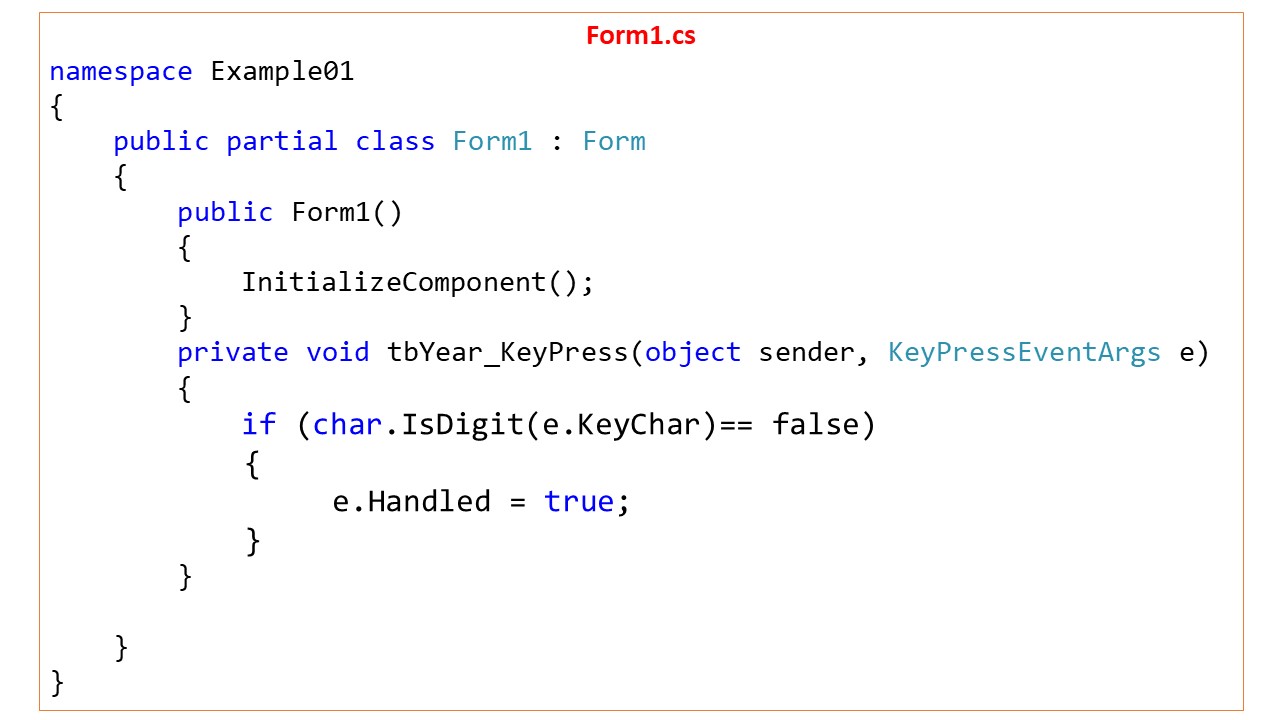 Form1.cs
namespace Example01
{
    public partial class Form1 : Form
    {
        public Form1()
        {
            InitializeComponent();
        }
        private void tbYear_KeyPress(object sender, KeyPressEventArgs e)
        {
            if (char.IsDigit(e.KeyChar)== false)
            {
                 e.Handled = true;
            }
        }
    }
}